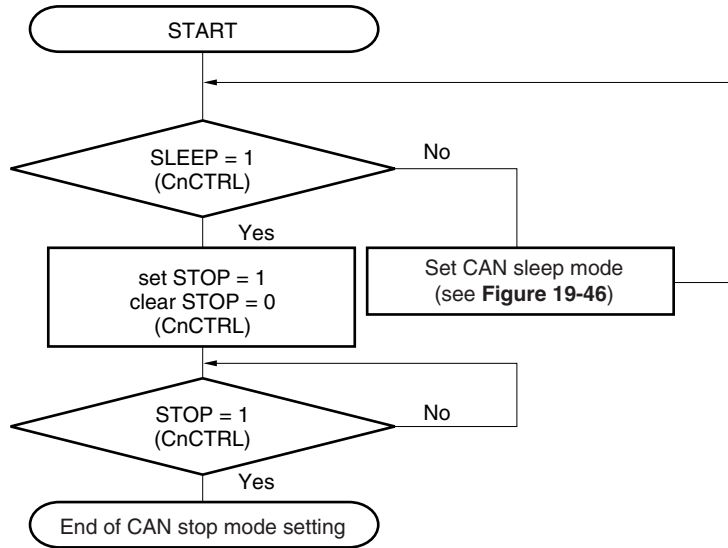 START
SLEEP = 1
(CnCTRL)
No
Yes
set STOP = 1
clear STOP = 0
(CnCTRL)
Set CAN sleep mode
(see Figure 19-46)
STOP = 1
(CnCTRL)
No
Yes
End of CAN stop mode setting